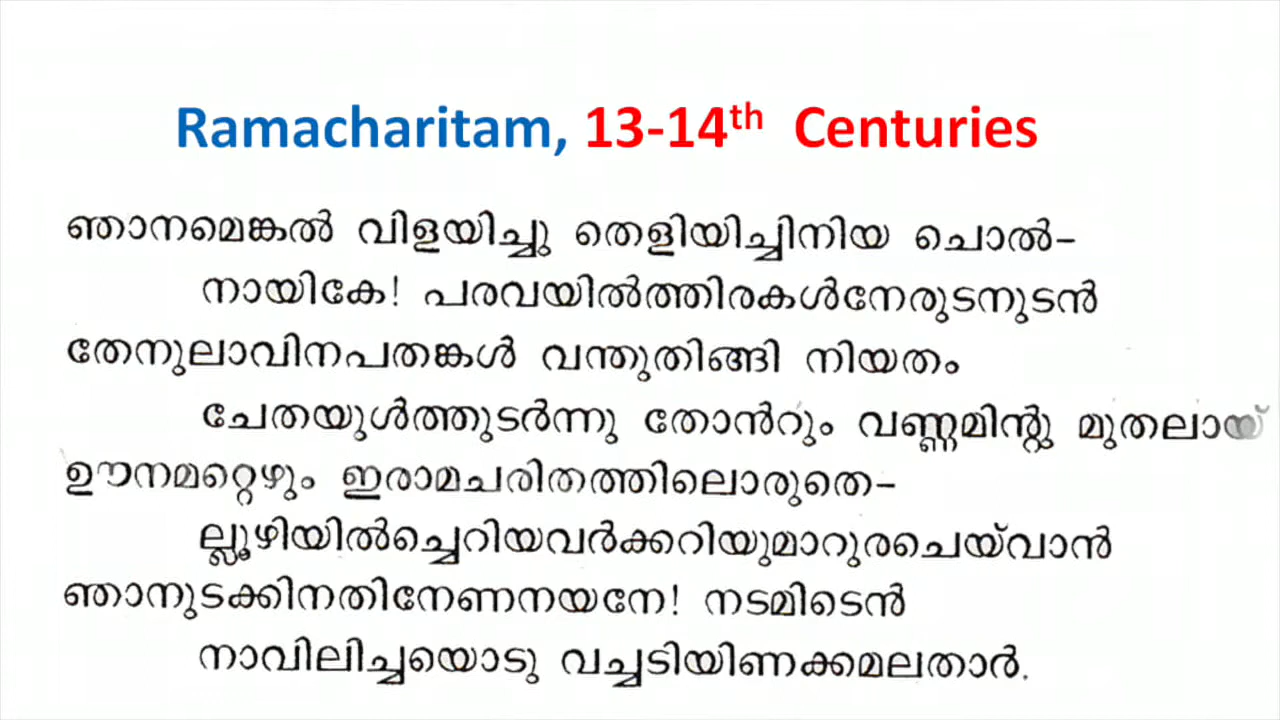 Ramacharitam, 13-14th Centuries
ഞാനമെങ്കൽ വിളയിച്ചു തെളിയിച്ചിനിയ ചൊൽ-
നായികേ! പരവയിൽത്തിരകൾനേരുടനുടൻ
തേനുലാവിനപതങ്കൾ വന്തുതിങ്ങി നിയതം
ചേതയുൾത്തുടർന്നു തോൻറും വണ്ണമിന്റു മുതലായ്
ഊനമറ്റെഴും ഇരാമചരിതത്തിലൊരുതെ-
ല്ലൂഴിയിൽച്ചെറിയവർക്കറിയുമാറുരചെയ്‌വാൻ
ഞാനുടക്കിനതിനേണനയനേ! നടമിടെൻ
നാവിലിച്ചയൊടു വച്ചടിയിണക്കമലതാർ.